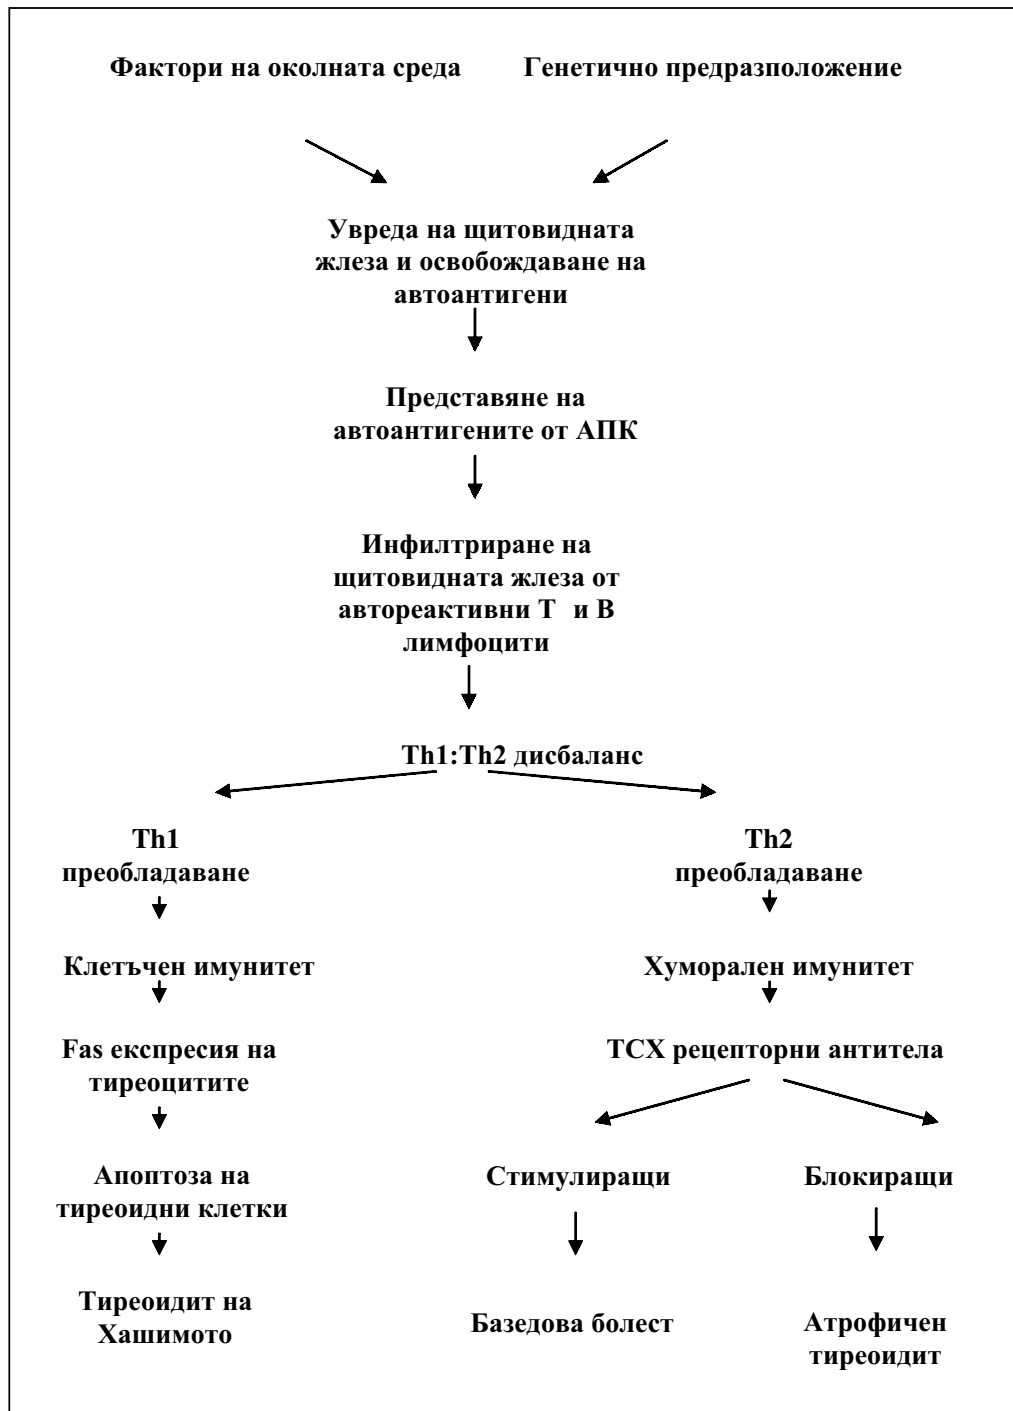 Фактори на околната среда
Генетично предразположение
Увреда на щитовидната
жлеза и освобождаване на
автоантигени
Представяне на
автоантигените от АПК
Инфилтриране на
щитовидната жлеза от
автореактивни Т и В
лимфоцити
Th1:Th2 дисбаланс
Th1
преобладаване
Th2
преобладаване
Клетъчен имунитет
Хуморален имунитет
Fas експресия на
тиреоцитите
ТСХ рецепторни антитела
Апоптоза на
тиреоидни клетки
Стимулиращи
Блокиращи
Тиреоидит на
Хашимото
Базедова болест
Атрофичен
тиреоидит